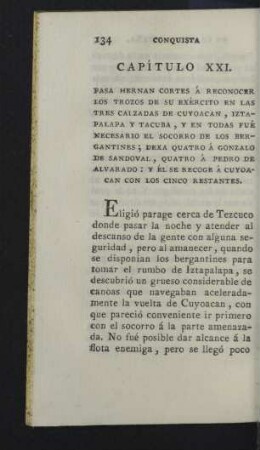 134 CONQUISTA
CAPÍTULO XXI.
PASA HERNAN CORTES Á RECONOCER
LOS TROZOS DE SU EXÉRCITO EN LAS
TRES CALZADAS DE CUYOACAN, IZTA-
PALAPA Y TACUBA, Y EN TODAS FUÉ
NECESARIO EL SOCORRO DE LOS BER-
GANTINES; DEXA QUATRO Á GONZALO
DE SANDOVAL, QUATRO Á PEDRO DE
ALVARADO: Y ÉL SE RECOGE Á CUYOA-
CAN CON LOS CINCO RESTANTES.
Eligió parage cerca de Tezcuco
donde pasar la noche y atender al
descanso de la gente con alguna se-
guridad, pero al amanecer, quando
se disponian los bergantines para
tomar el rumbo de Iztapalapa, se
descubrió un grueso considerable de
canoas que navegaban acelerada-
mente la vuelta de Cuyoacan, con
que pareció conveniente ir primero
con el socorro á la parte amenaza-
da. No fué posible dar alcance á la
flota enemiga, pero se llegó poco